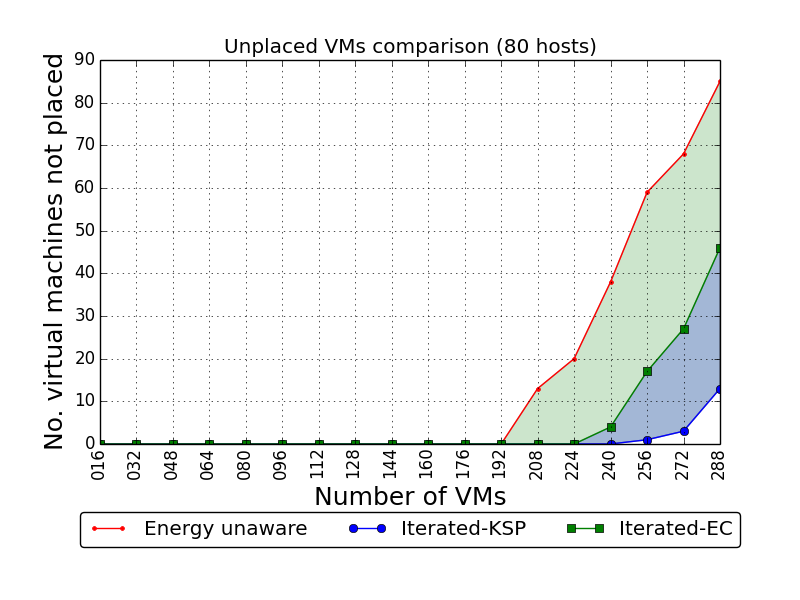 Unplaced VMs comparison (80 hosts)
No. virtual machines not placed
90
80
70
60
50
40
30
20
10
0
016 032 048 064 080 096 112 128 144 160 176 192 208 224 240 256 272 288
Number of VMs
Energy unaware Iterated-KSP Iterated-EC